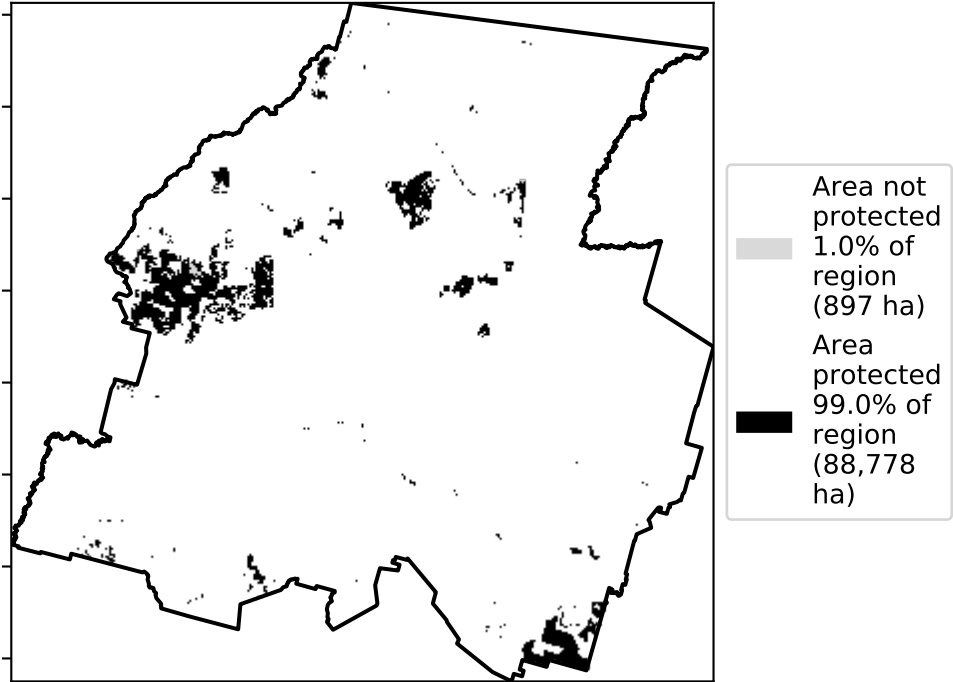 Area not
protected
1.0% of
region
(897 ha)
Area
protected
99.0% of
region
(88,778
ha)